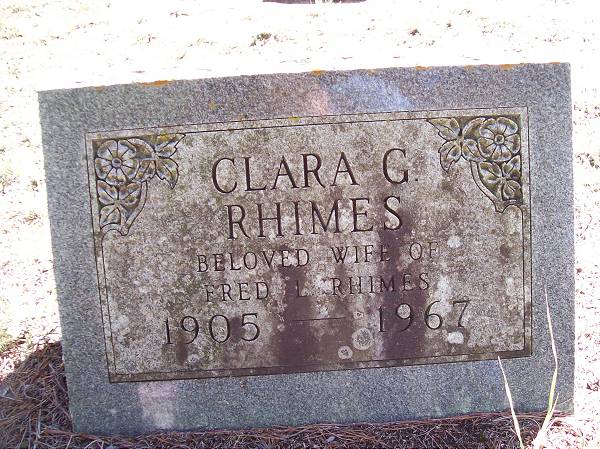 CLARA G.
RHIMES
BELOVED WIFE OF
FRED L. RHIMES
1905 — 1967